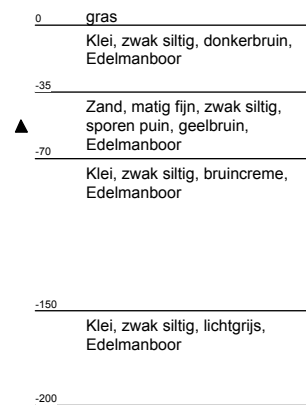 0 gras
Klei, zwak siltig, donkerbruin,
Edelmanboor
-35
Zand, matig fijn, zwak siltig,
sporen puin, geelbruin,
Edelmanboor
-70
Klei, zwak siltig, bruincreme,
Edelmanboor
-150
Klei, zwak siltig, lichtgrijs,
Edelmanboor
-200